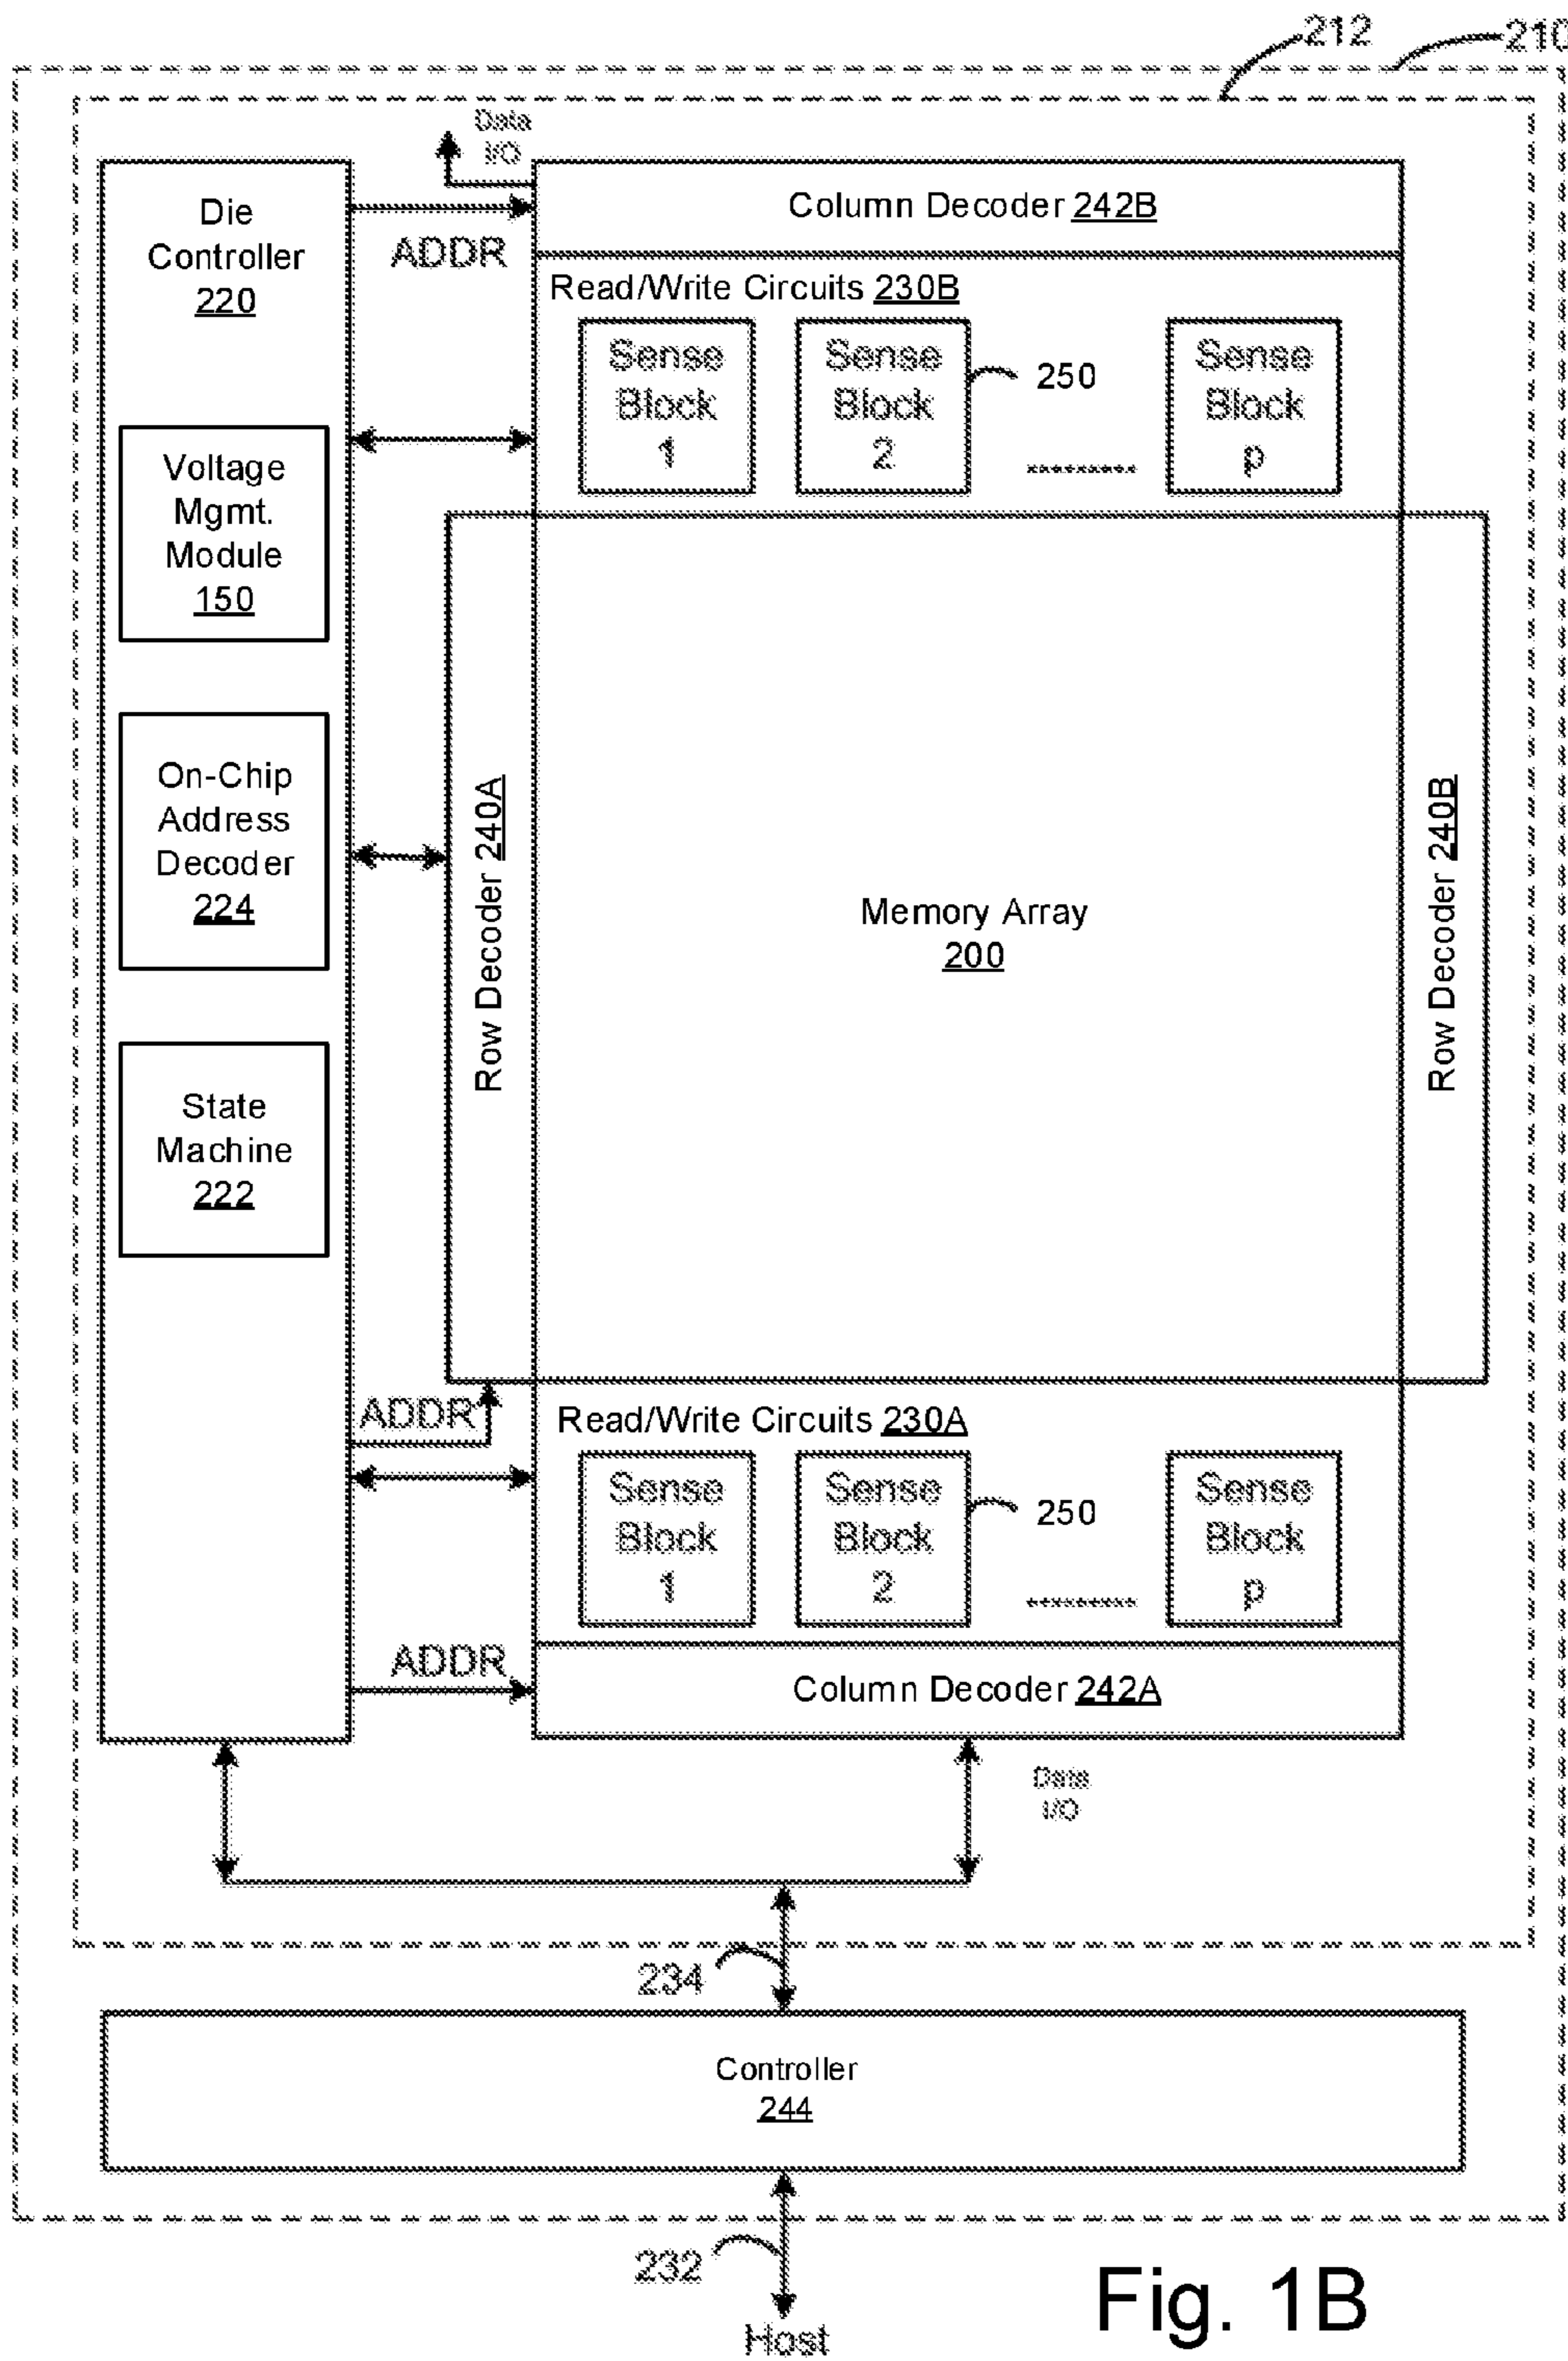 212
210
Data
I/O
Die
Controller
220
ADDR
Column Decoder 242B
Read/Write Circuits 230B
Sense
Block
1
Sense
Block
2
250
Sense
Block
p
Voltage
Mgmt.
Module
150
On-Chip
Address
Decoder
224
State
Machine
222
Row Decoder 240A
Memory Array
200
Row Decoder 240B
ADDR
Read/Write Circuits 230A
Sense
Block
1
Sense
Block
2
250
Sense
Block
p
ADDR
Column Decoder 242A
Data
I/O
234
Controller
244
232
Host
Fig. 1B